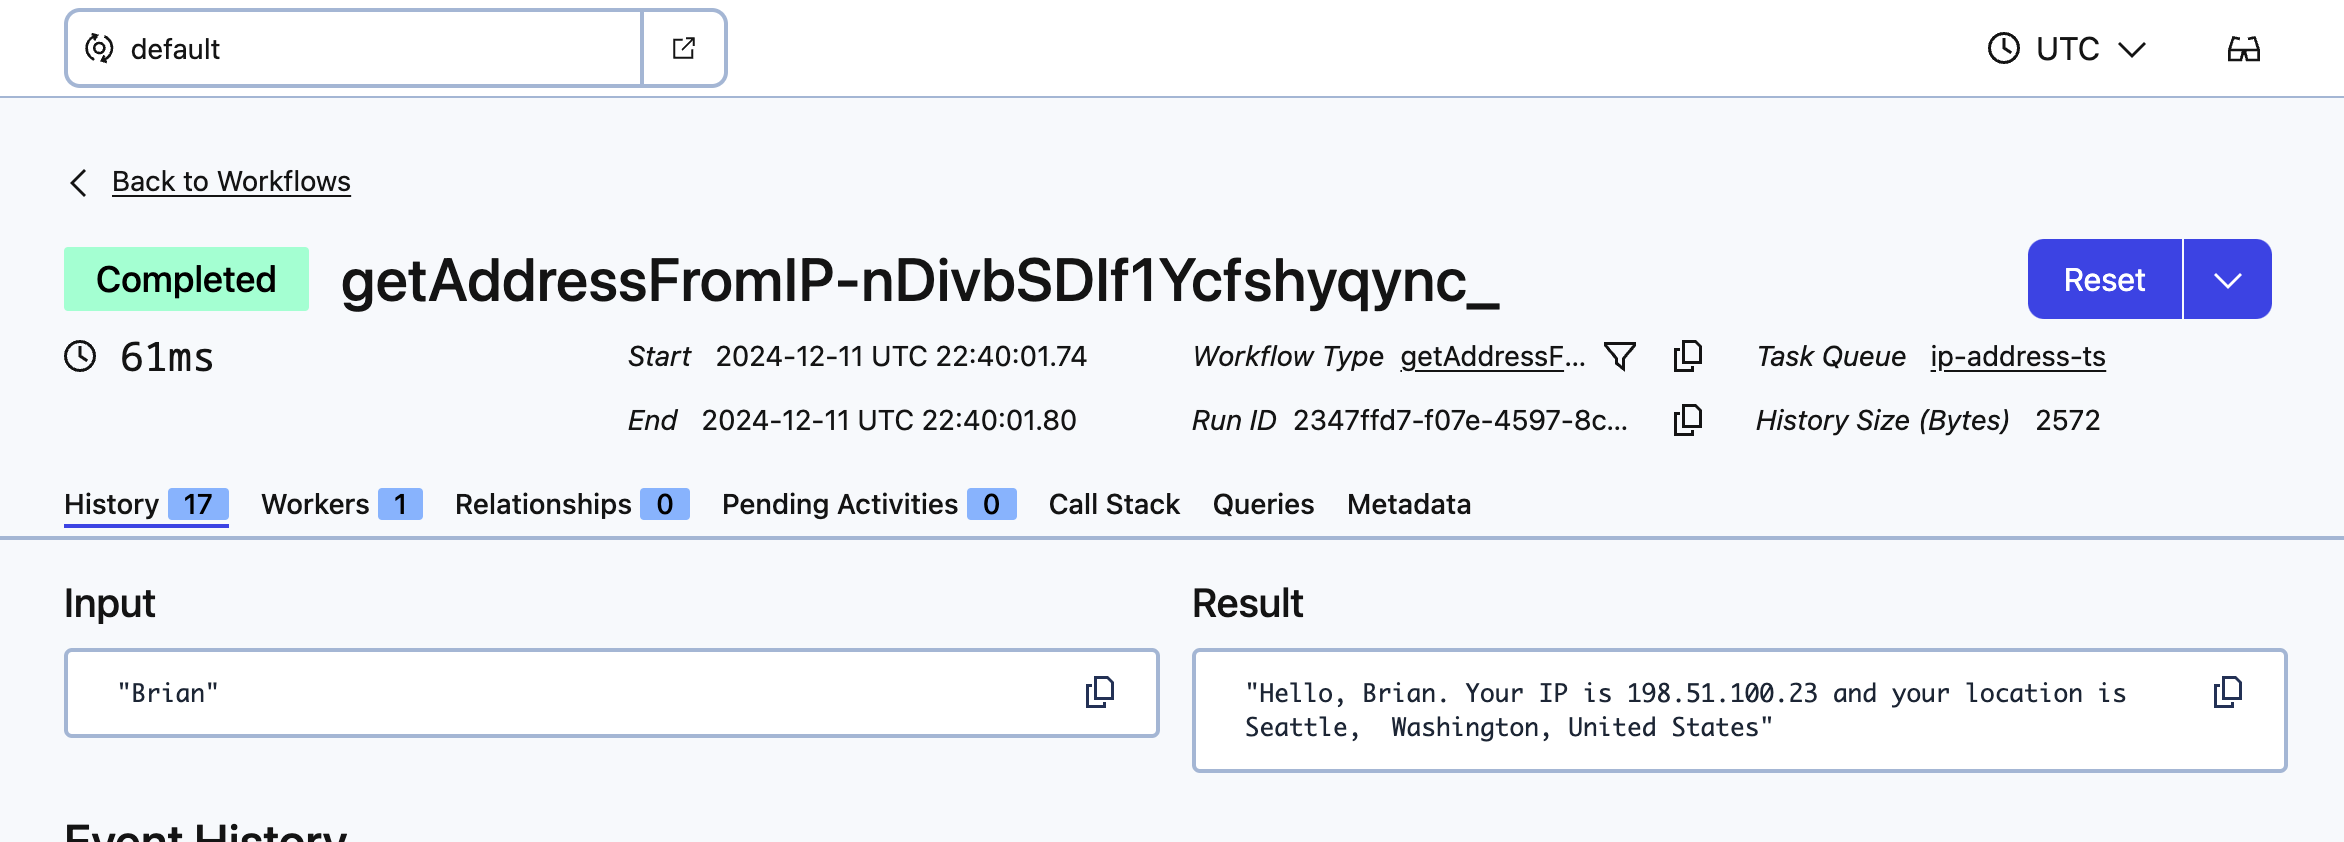 default
UTC
Back to Workflows
Completed
getAddressFromIP-nDivbSDIf1Ycfshyqync_
Reset
61ms
Start 2024-12-11 UTC 22:40:01.74
Workflow Type getAddressF...
Task Queue ip-address-ts
End 2024-12-11 UTC 22:40:01.80
Run ID 2347ffd7-f07e-4597-8c...
History Size (Bytes) 2572
History 17 Workers 1 Relationships 0 Pending Activities 0 Call Stack Queries Metadata
Input
"Brian"
Result
"Hello, Brian. Your IP is 198.51.100.23 and your location is
Seattle,  Washington, United States"
Event History